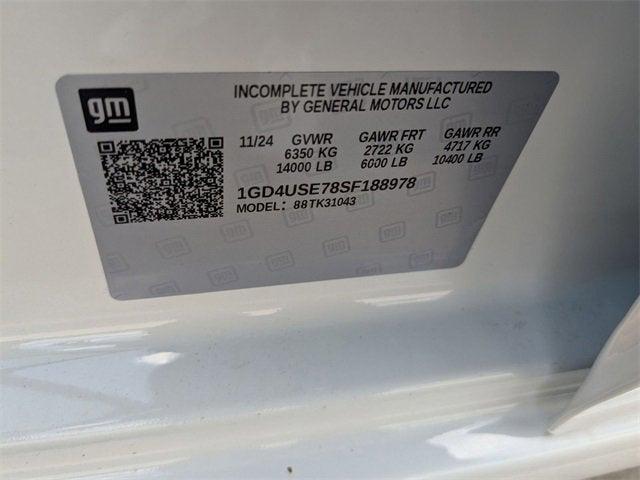 gm
INCOMPLETE VEHICLE MANUFACTURED
BY GENERAL MOTORS LLC
11/24 GVWR GAWR FRT GAWR RR
6350 KG 2722 KG 4717 KG
14000 LB 6000 LB 10400 LB
1GD4USE78SF188978
MODEL: 88TK31043